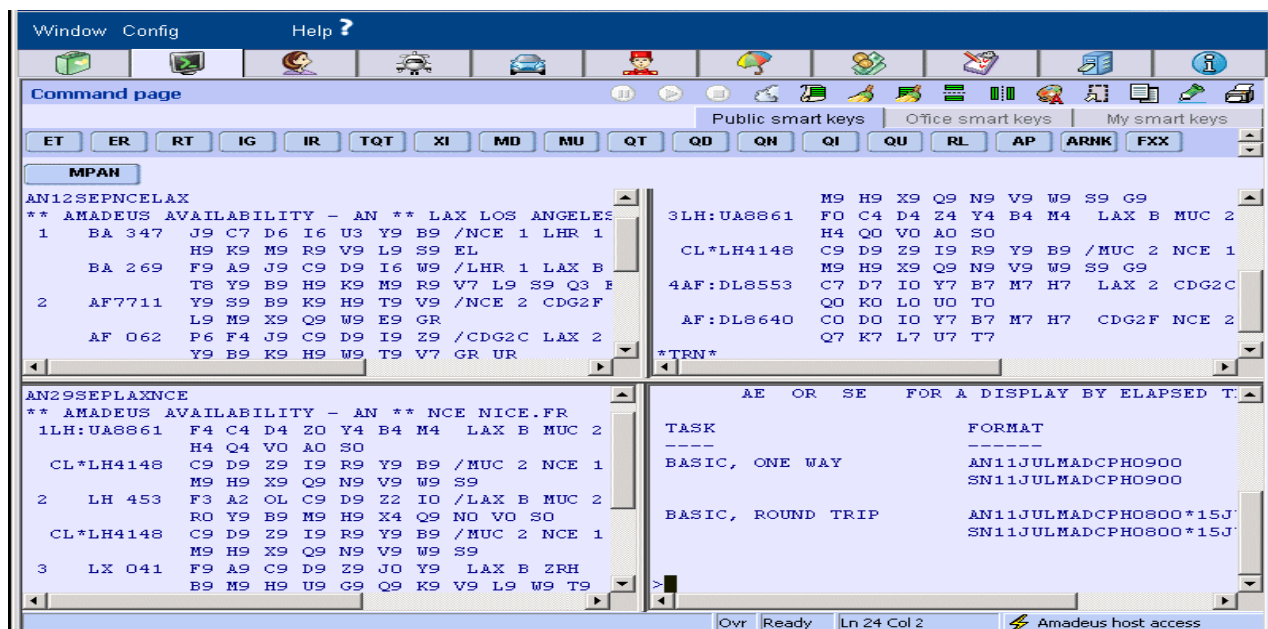 Window Config Help ?
Command page
Public smart keys Office smart keys My smart keys
ET ER RT IG IR TQT XI MD MU QT QD QN QI QU RL AP ARNK FXX
MPAN
AN12SEPNCELAX
** AMADEUS AVAILABILITY - AN ** LAX LOS ANGELES
1 BA 347 J9 C7 D6 I6 U3 Y9 B9 /NCE 1 LHR 1
H9 K9 M9 R9 V9 L9 S9 EL
BA 269 F9 A9 J9 C9 D9 I6 W9 /LHR 1 LAX B
T8 Y9 B9 H9 K9 M9 R9 V7 L9 S9 Q3
2 AF7711 Y9 S9 B9 K9 H9 T9 V9 /NCE 2 CDG2F
L9 M9 X9 Q9 W9 E9 GR
AF 062 P6 F4 J9 C9 D9 I9 Z9 /CDG2C LAX 2
Y9 B9 K9 H9 W9 T9 V7 GR UR
M9 H9 X9 Q9 N9 V9 W9 S9 G9
3LH:UA8861 F0 C4 D4 Z4 Y4 B4 M4 LAX B MUC 2
H4 Q0 V0 A0 S0
CL*LH4148 C9 D9 Z9 I9 R9 Y9 B9 /MUC 2 NCE 1
M9 H9 X9 Q9 N9 V9 W9 S9 G9
4AF:DL8553 C7 D7 I0 Y7 B7 M7 H7 LAX 2 CDG2C
Q0 K0 L0 U0 T0
AF:DL8640 C0 D0 I0 Y7 B7 M7 H7 CDG2F NCE 2
Q7 K7 L7 U7 T7
*TRN*
AN29SEPLAXNCE
** AMADEUS AVAILABILITY - AN ** NCE NICE.FR
1LH:UA8861 F4 C4 D4 Z0 Y4 B4 M4 LAX B MUC 2
H4 Q4 V0 A0 S0
CL*LH4148 C9 D9 Z9 I9 R9 Y9 B9 /MUC 2 NCE 1
M9 H9 X9 Q9 N9 V9 W9 S9
2 LH 453 F3 A2 OL C9 D9 Z2 I0 /LAX B MUC 2
R0 Y9 B9 M9 H9 X4 Q9 N0 V0 S0
CL*LH4148 C9 D9 Z9 I9 R9 Y9 B9 /MUC 2 NCE 1
M9 H9 X9 Q9 N9 V9 W9 S9
3 LX 041 F9 A9 C9 D9 Z9 J0 Y9 LAX B ZRH
B9 M9 H9 U9 G9 Q9 K9 V9 L9 W9 T9
AE OR SE FOR A DISPLAY BY ELAPSED T
TASK FORMAT
---- ------
BASIC, ONE WAY AN11JULMADCPH0900
SN11JULMADCPH0900
BASIC, ROUND TRIP AN11JULMADCPH0800*15J
SN11JULMADCPH0800*15J
>
Ovr Ready Ln 24 Col 2 Amadeus host access